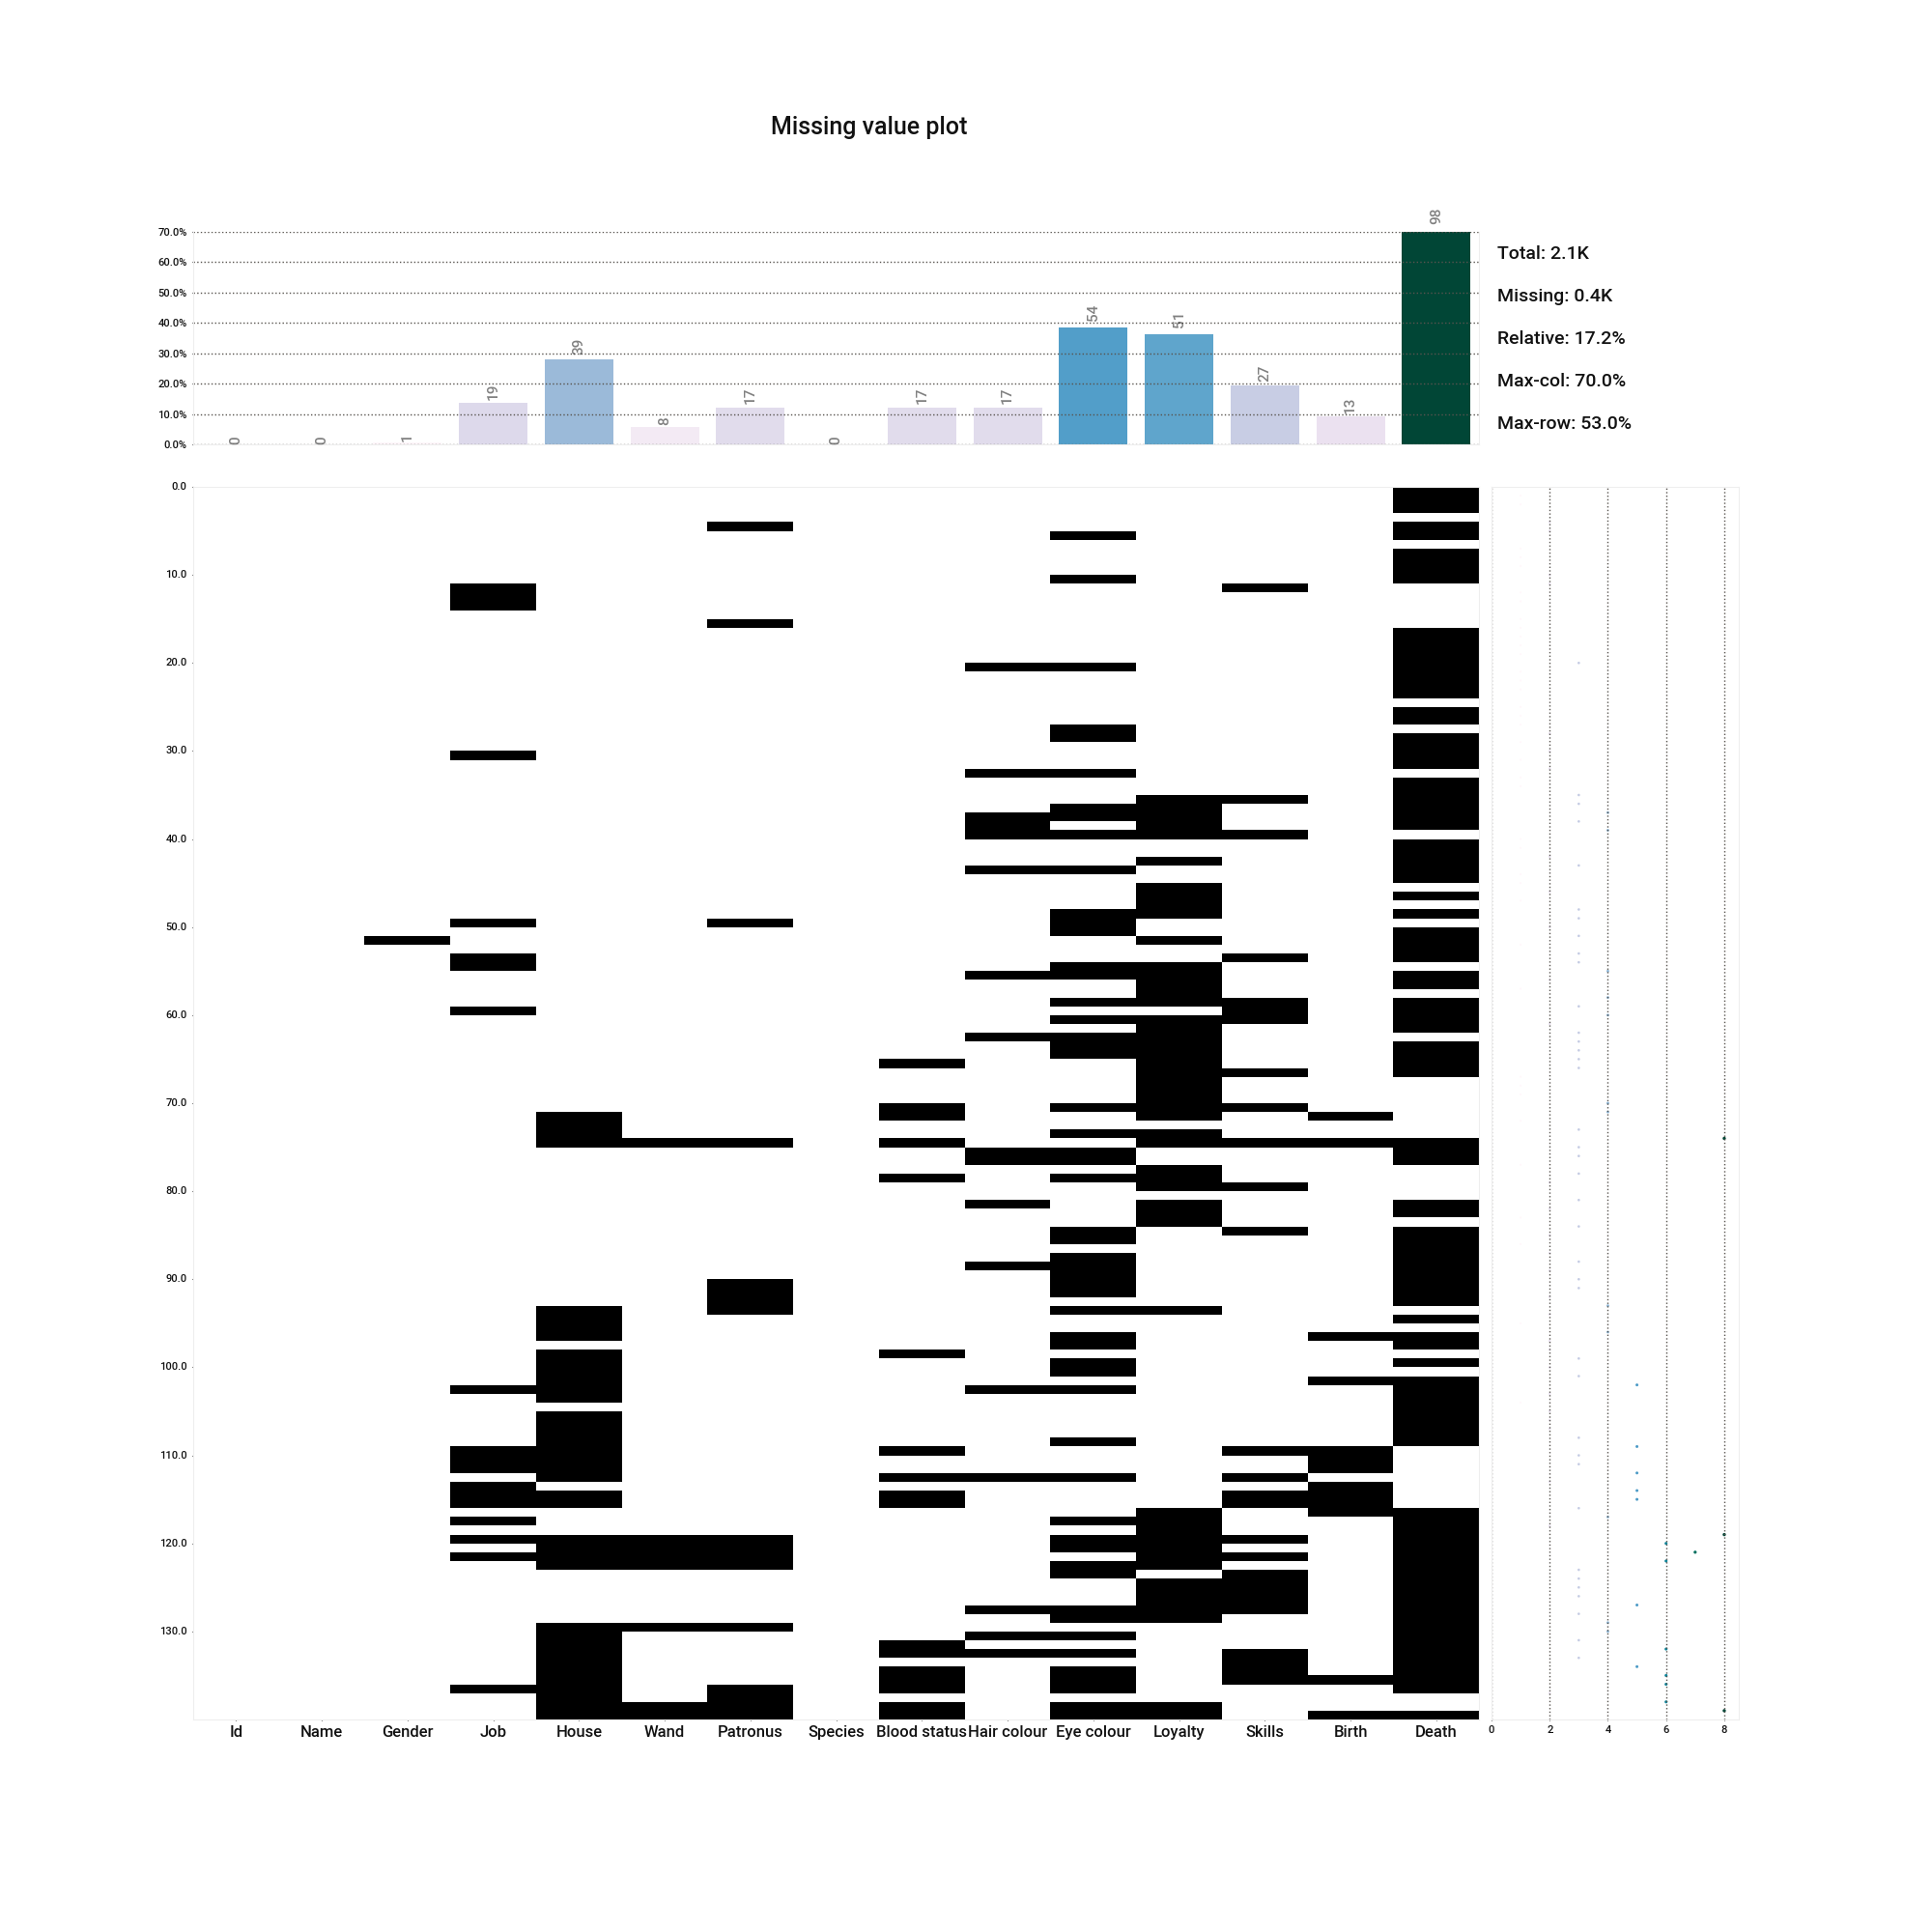 Missing value plot
70.0%
60.0%
50.0%
40.0%
30.0%
20.0%
10.0%
0.0%
0 0 1 19 39 8 17 0 17 17 54 51 27 13 98
Total: 2.1K
Missing: 0.4K
Relative: 17.2%
Max-col: 70.0%
Max-row: 53.0%
0.0
10.0
20.0
30.0
40.0
50.0
60.0
70.0
80.0
90.0
100.0
110.0
120.0
130.0
Id Name Gender Job House Wand Patronus Species Blood status Hair colour Eye colour Loyalty Skills Birth Death
0 2 4 6 8